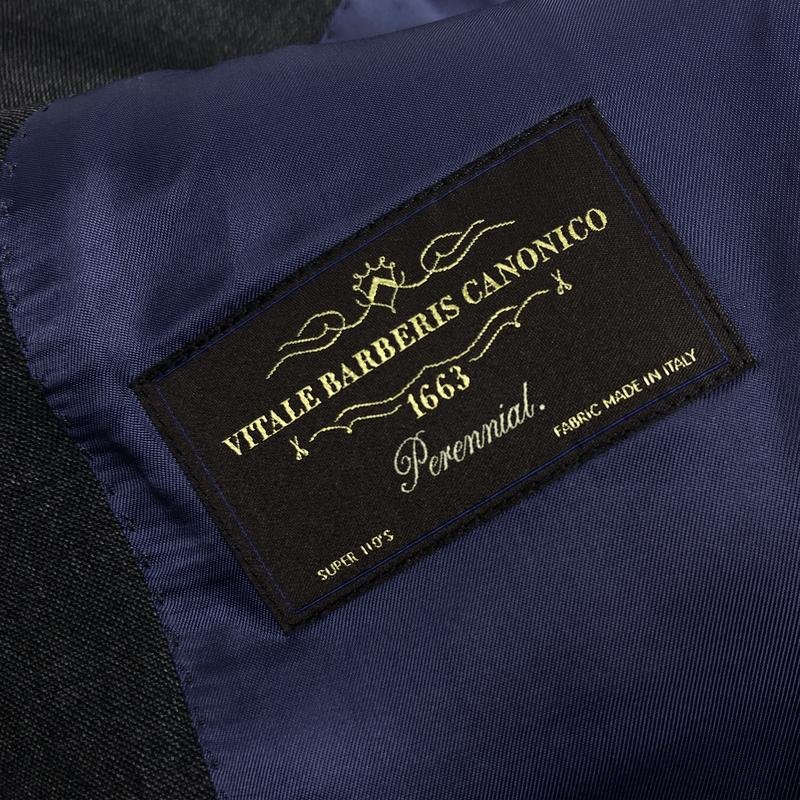 VITALE BARBERIS CANONICO
1663
Perennial.
FABRIC MADE IN ITALY
SUPER 110'S